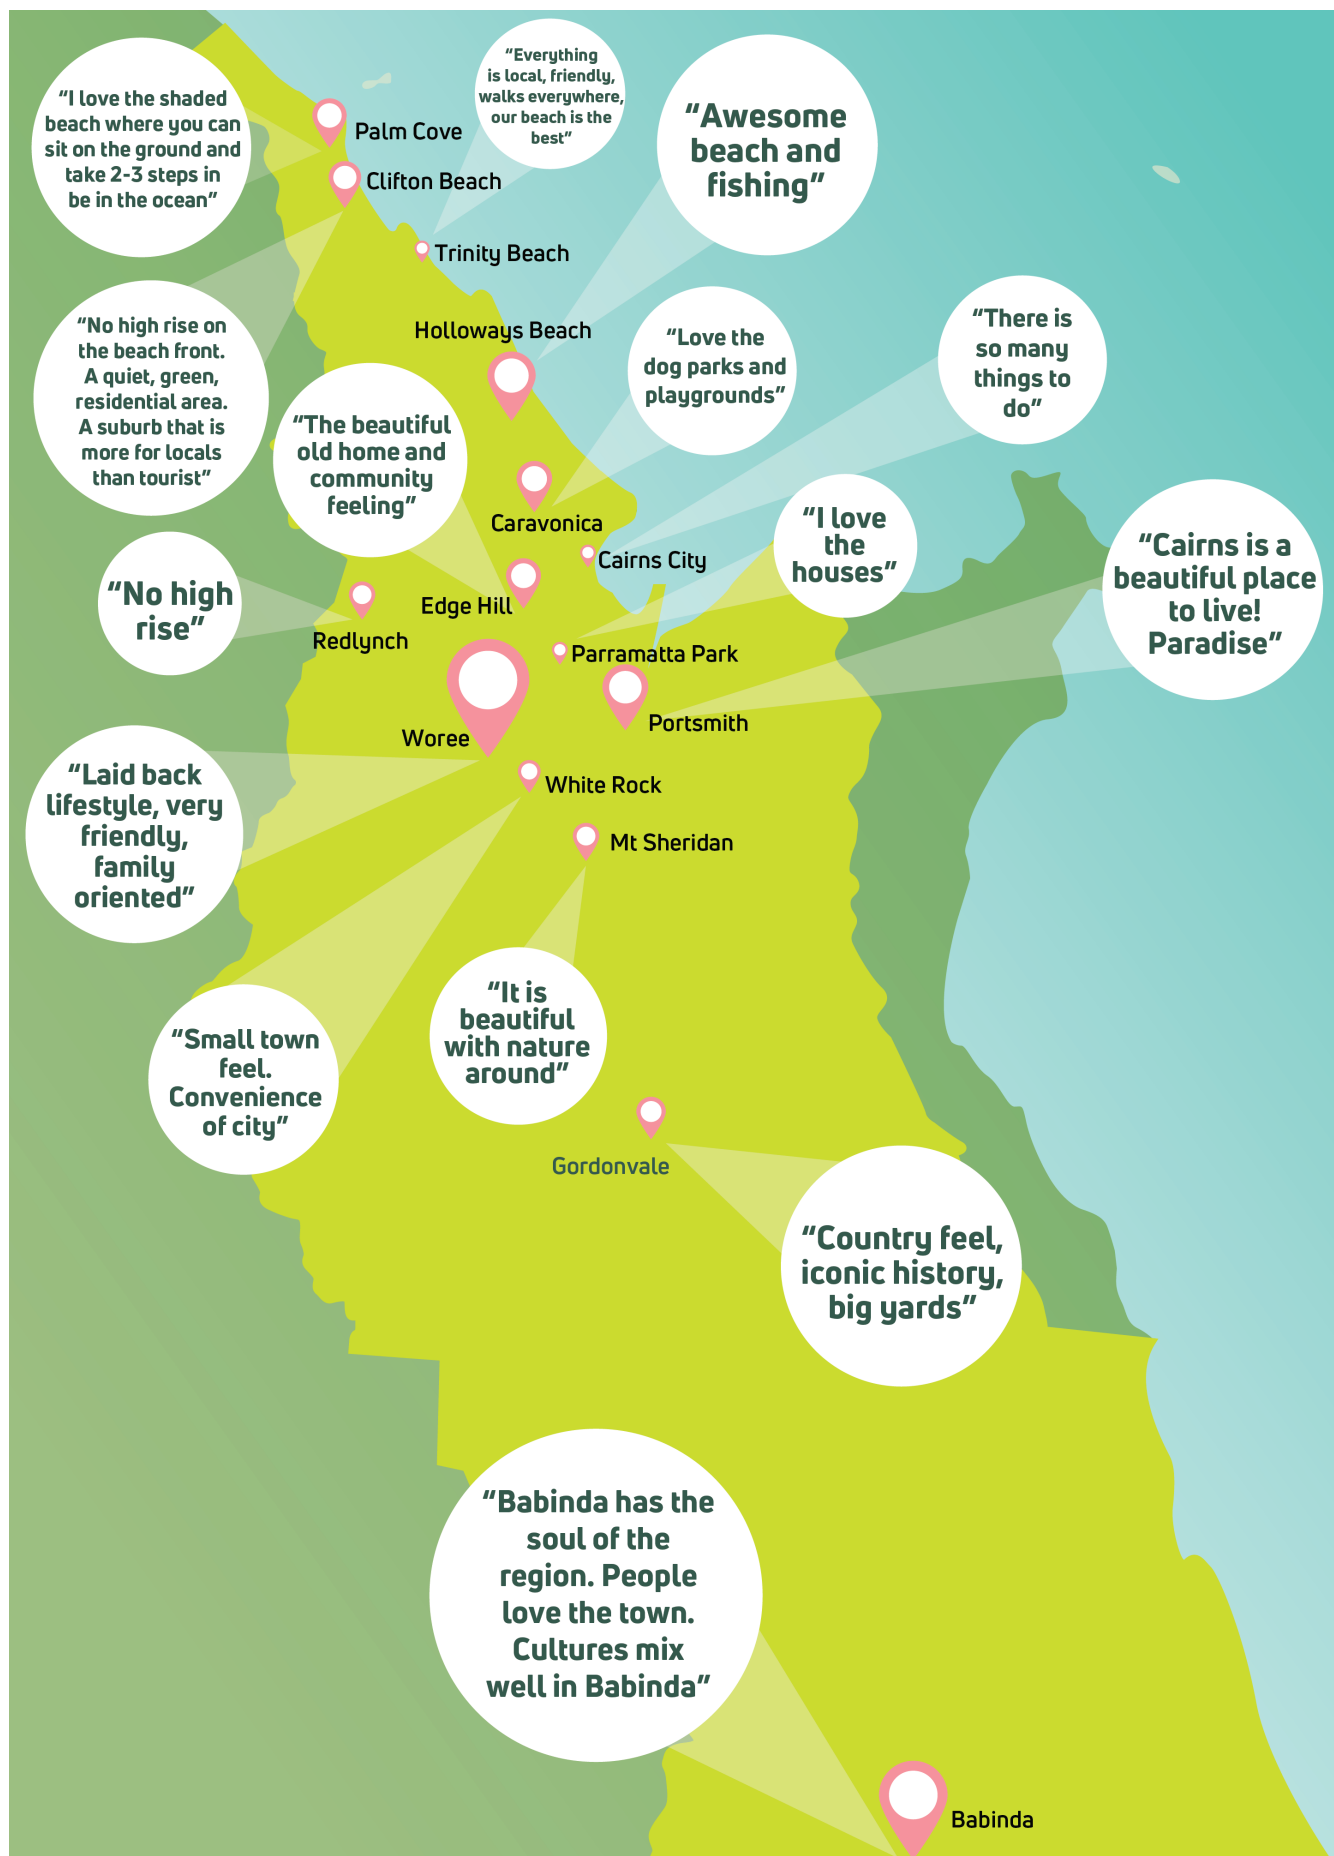 “I love the shaded
beach where you can
sit on the ground and
take 2-3 steps in
be in the ocean”
Palm Cove
“Everything
is local, friendly,
walks everywhere,
our beach is the
best”
“Awesome
beach and
fishing”
Clifton Beach
Trinity Beach
“No high rise on
the beach front.
A quiet, green,
residential area.
A suburb that is
more for locals
than tourist”
Holloways Beach
“Love the
dog parks and
playgrounds”
“There is
so many
things to
do”
“The beautiful
old home and
community
feeling”
Caravonica
Cairns City
“I love
the
houses”
“Cairns is a
beautiful place
to live!
Paradise”
“No high
rise”
Redlynch
Edge Hill
Parramatta Park
Portsmith
Woree
White Rock
“Laid back
lifestyle, very
friendly,
family
oriented”
Mt Sheridan
“Small town
feel.
Convenience
of city”
“It is
beautiful
with nature
around”
Gordonvale
“Country feel,
iconic history,
big yards”
“Babinda has the
soul of the
region. People
love the town.
Cultures mix
well in Babinda”
Babinda